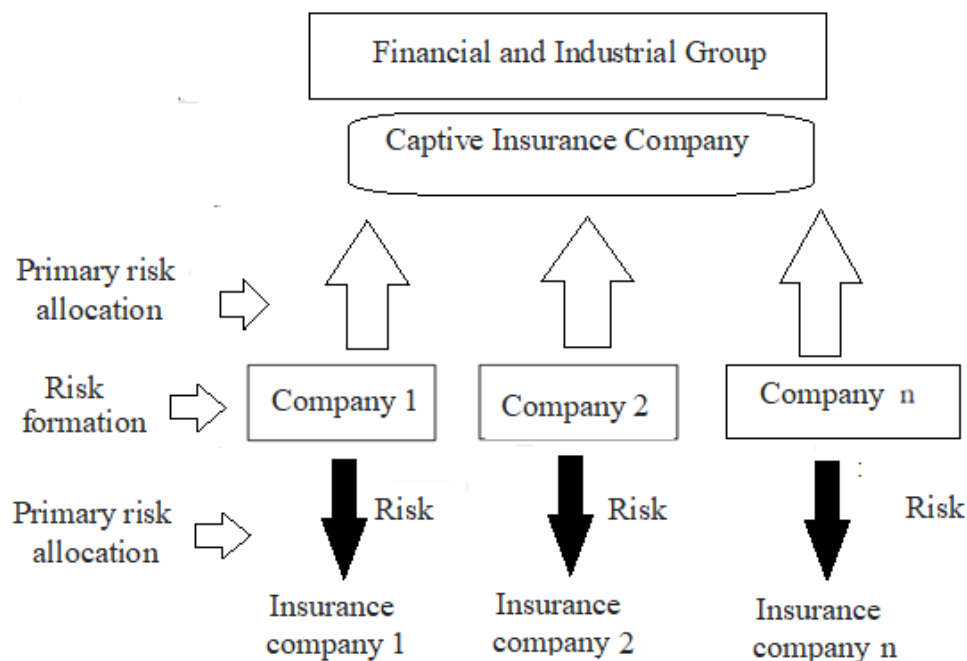 Financial and Industrial Group
Captive Insurance Company
Primary risk
allocation
Risk
formation
Company 1
Company 2
Company n
Primary risk
allocation
Risk
Risk
Risk
Insurance
company 1
Insurance
company 2
Insurance
company n